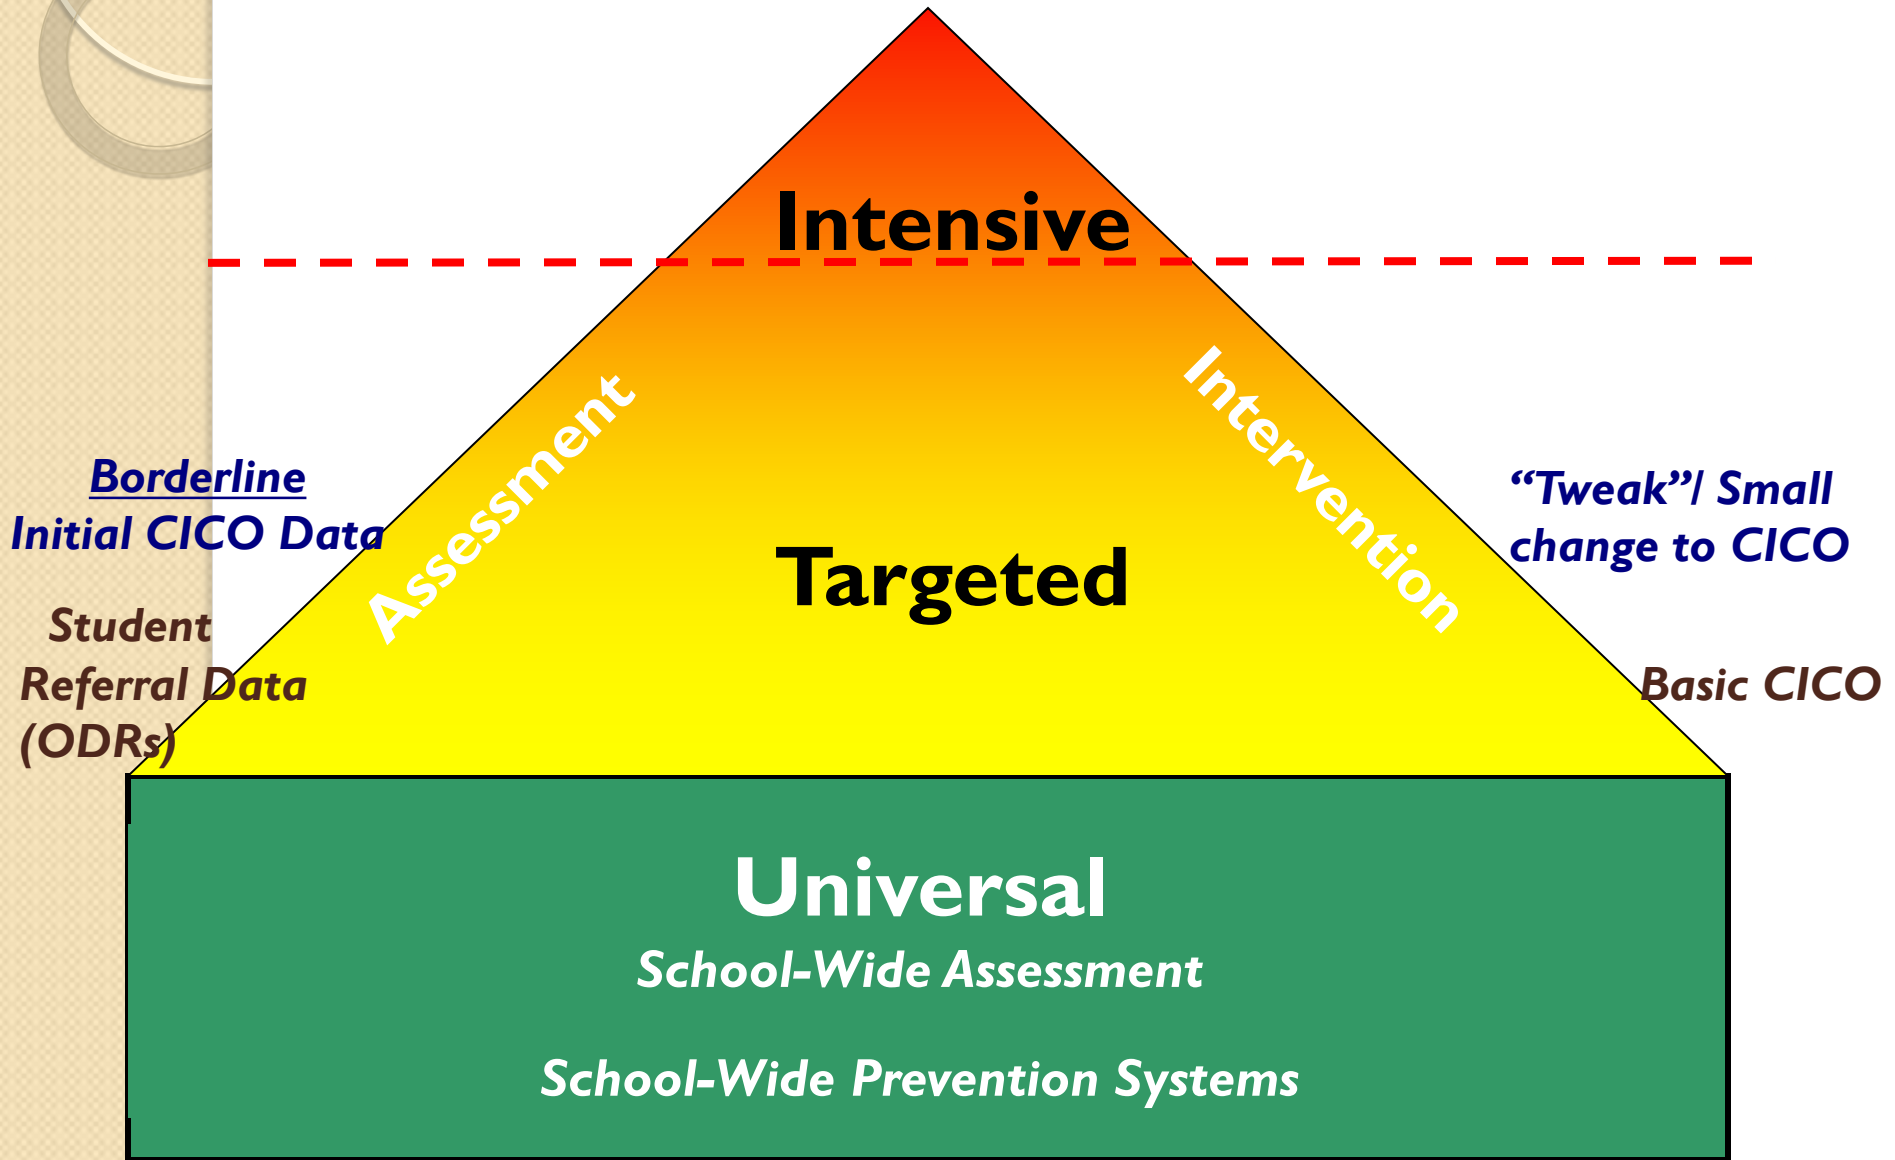 Intensive
Assessment
Intervention
Borderline
Initial CICO Data
“Tweak”/ Small
change to CICO
Targeted
Student
Referral Data
(ODRs)
Basic CICO
Universal
School-Wide Assessment
School-Wide Prevention Systems